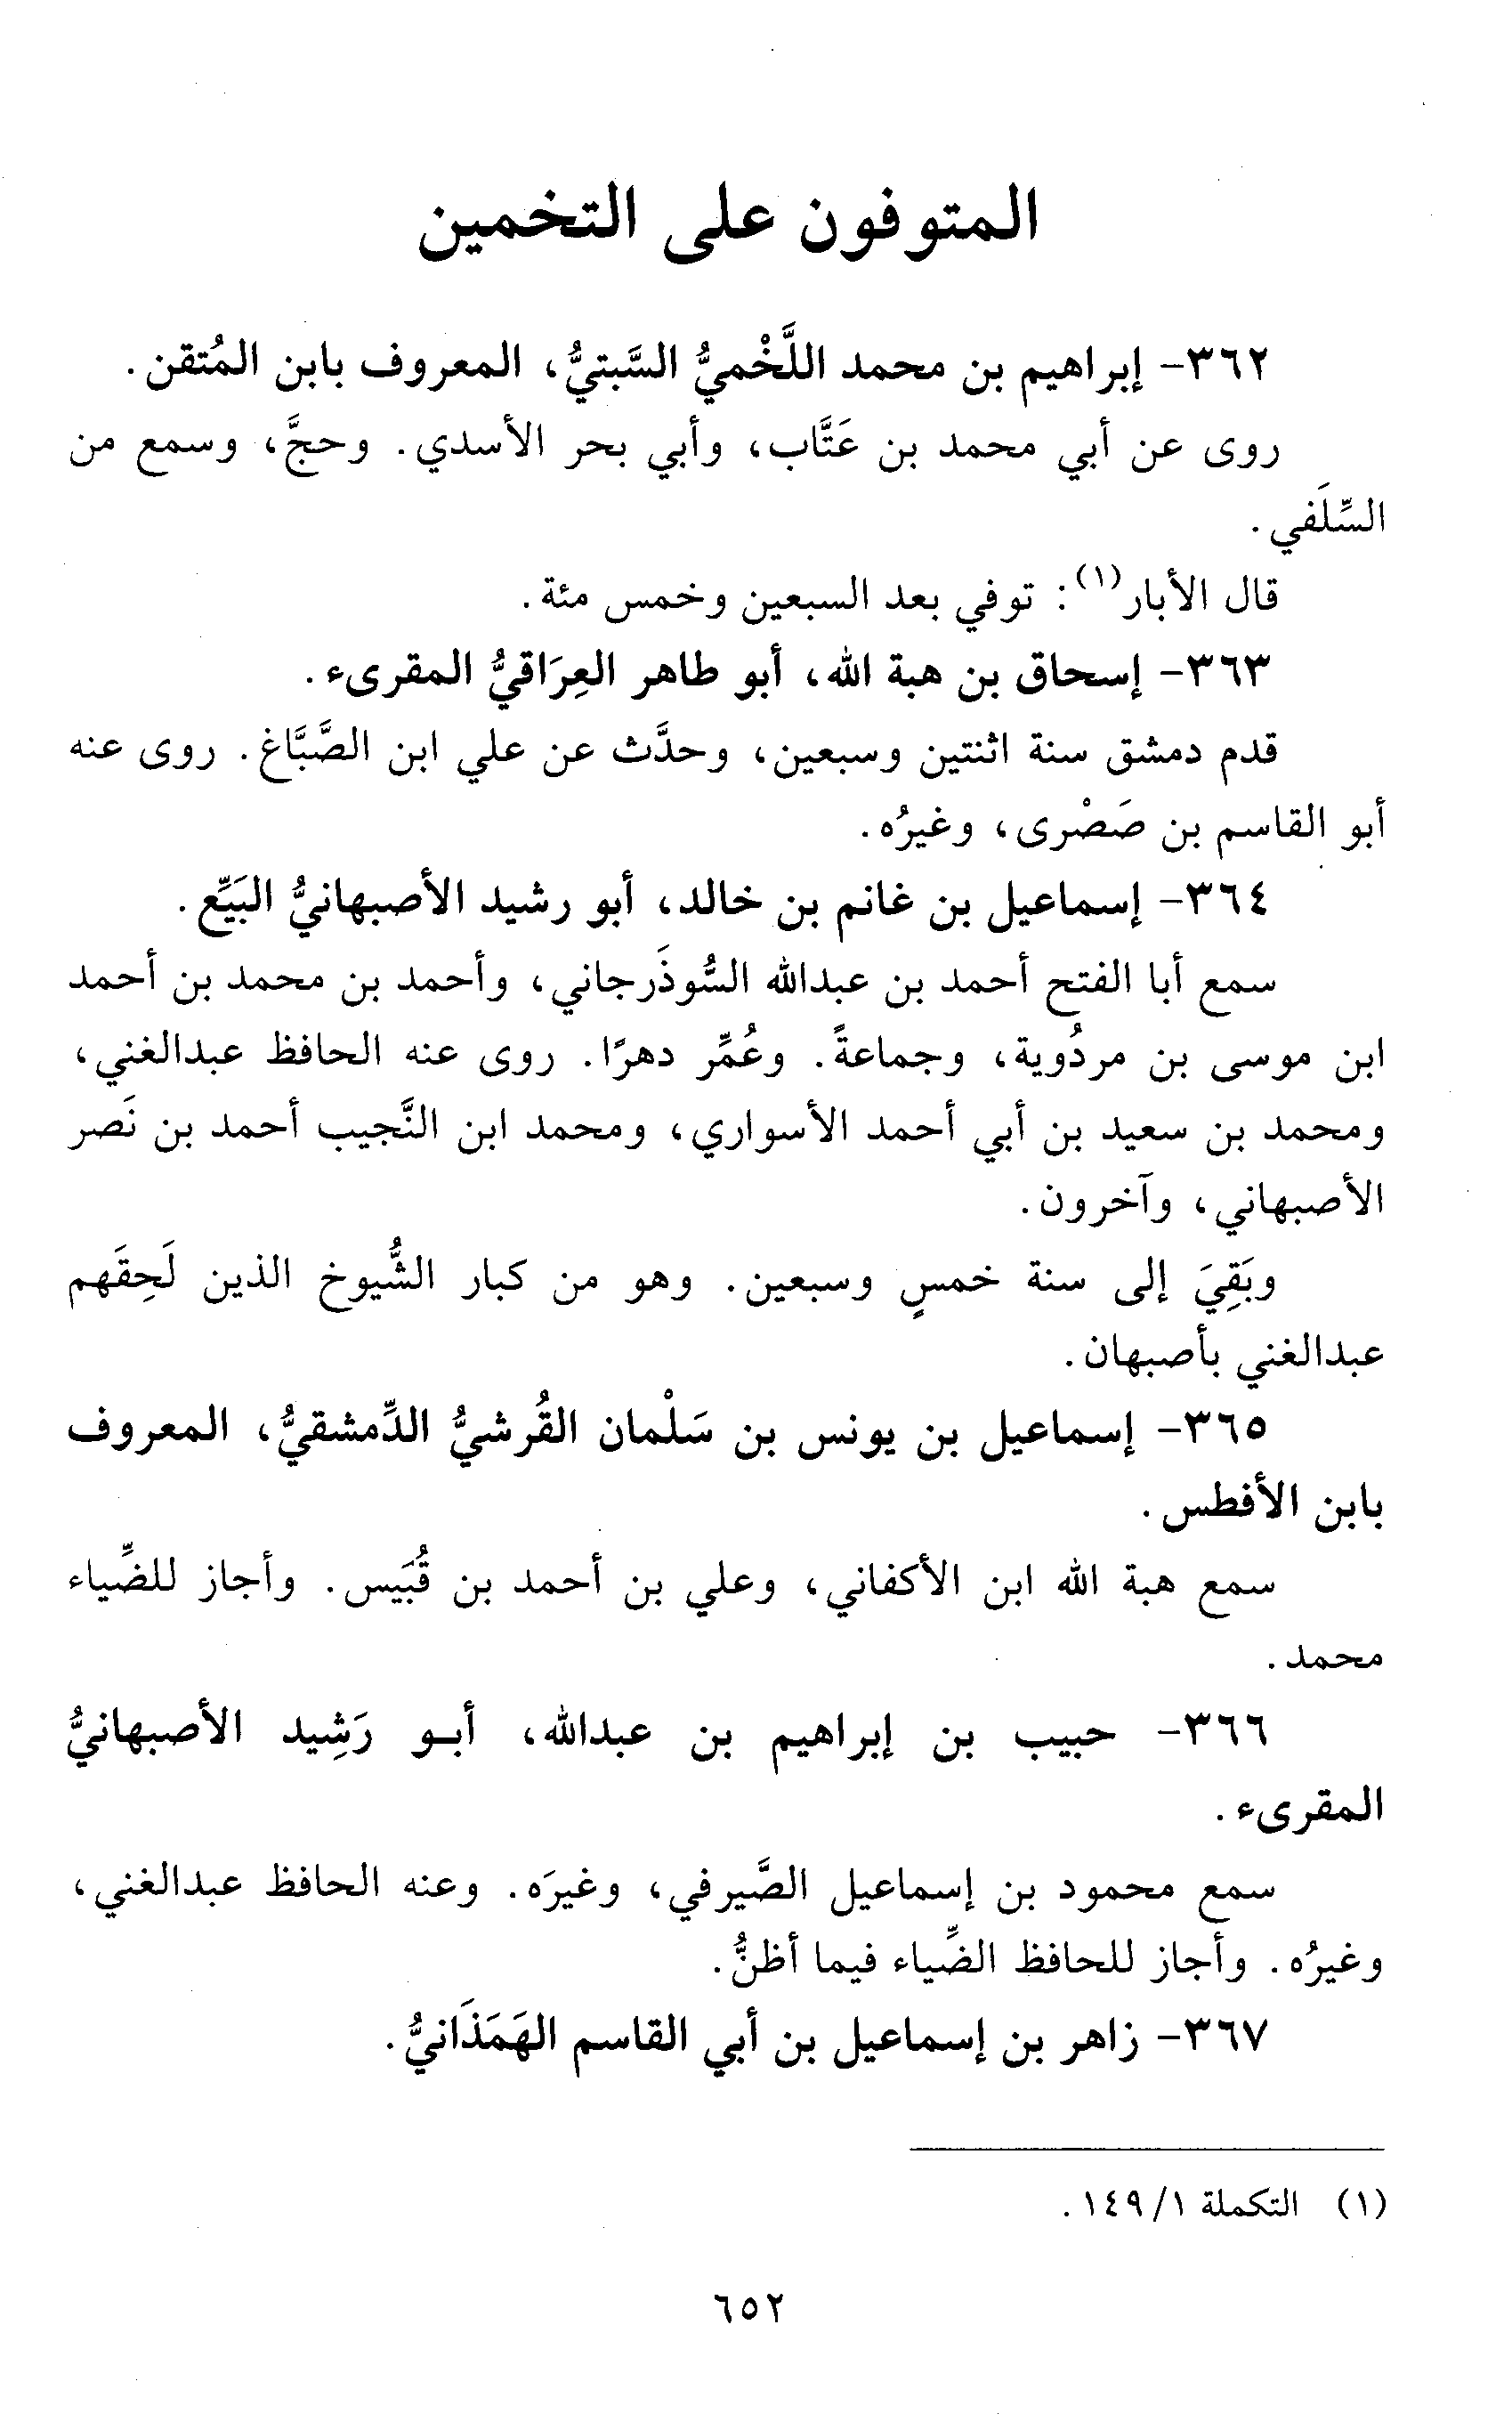 المتوفون على التخمين
٣٦٢- إبراهيم بن محمد اللَّخْميُّ السَّبتيُّ، المعروف بابن المُتقن.
روى عن أبي محمد بن عَتَّاب، وأبي بحر الأسدي. وحجَّ، وسمع من
السِّلَفي.
قال الأبار(١): توفي بعد السبعين وخمس مئة.
٣٦٣- إسحاق بن هبة الله، أبو طاهر العِرَاقيُّ المقرىء.
قدم دمشق سنة اثنتين وسبعين، وحدَّث عن علي ابن الصَّبَّاغ. روى عنه
أبو القاسم بن صَصْرى، وغيرُه.
٣٦٤- إسماعيل بن غانم بن خالد، أبو رشيد الأصبهانيُّ البَيِّع.
سمع أبا الفتح أحمد بن عبدالله السُّوذَرجاني، وأحمد بن محمد بن أحمد
ابن موسى بن مردُوية، وجماعةً. وعُمِّر دهرًا. روى عنه الحافظ عبدالغني،
ومحمد بن سعيد بن أبي أحمد الأسواري، ومحمد ابن النَّجيب أحمد بن نَصر
الأصبهاني، وآخرون.
وبَقِيَ إلى سنة خمسٍ وسبعين. وهو من كبار الشُّيوخ الذين لَحِقَهم
عبدالغني بأصبهان.
٣٦٥- إسماعيل بن يونس بن سَلْمان القُرشيُّ الدِّمشقيُّ، المعروف
بابن الأفطس.
سمع هبة الله ابن الأكفاني، وعلي بن أحمد بن قُبَيس. وأجاز للضِّياء
محمد.
٣٦٦- حبيب بن إبراهيم بن عبدالله، أبـو رَشِيد الأصبهانيُّ
المقرىء.
سمع محمود بن إسماعيل الصَّيرفي، وغيرَه. وعنه الحافظ عبدالغني،
وغيرُه. وأجاز للحافظ الضِّياء فيما أظنُّ.
٣٦٧- زاهر بن إسماعيل بن أبي القاسم الهَمَذَانيُّ.
(١) التكملة ١/ ١٤٩.
٦٥٢